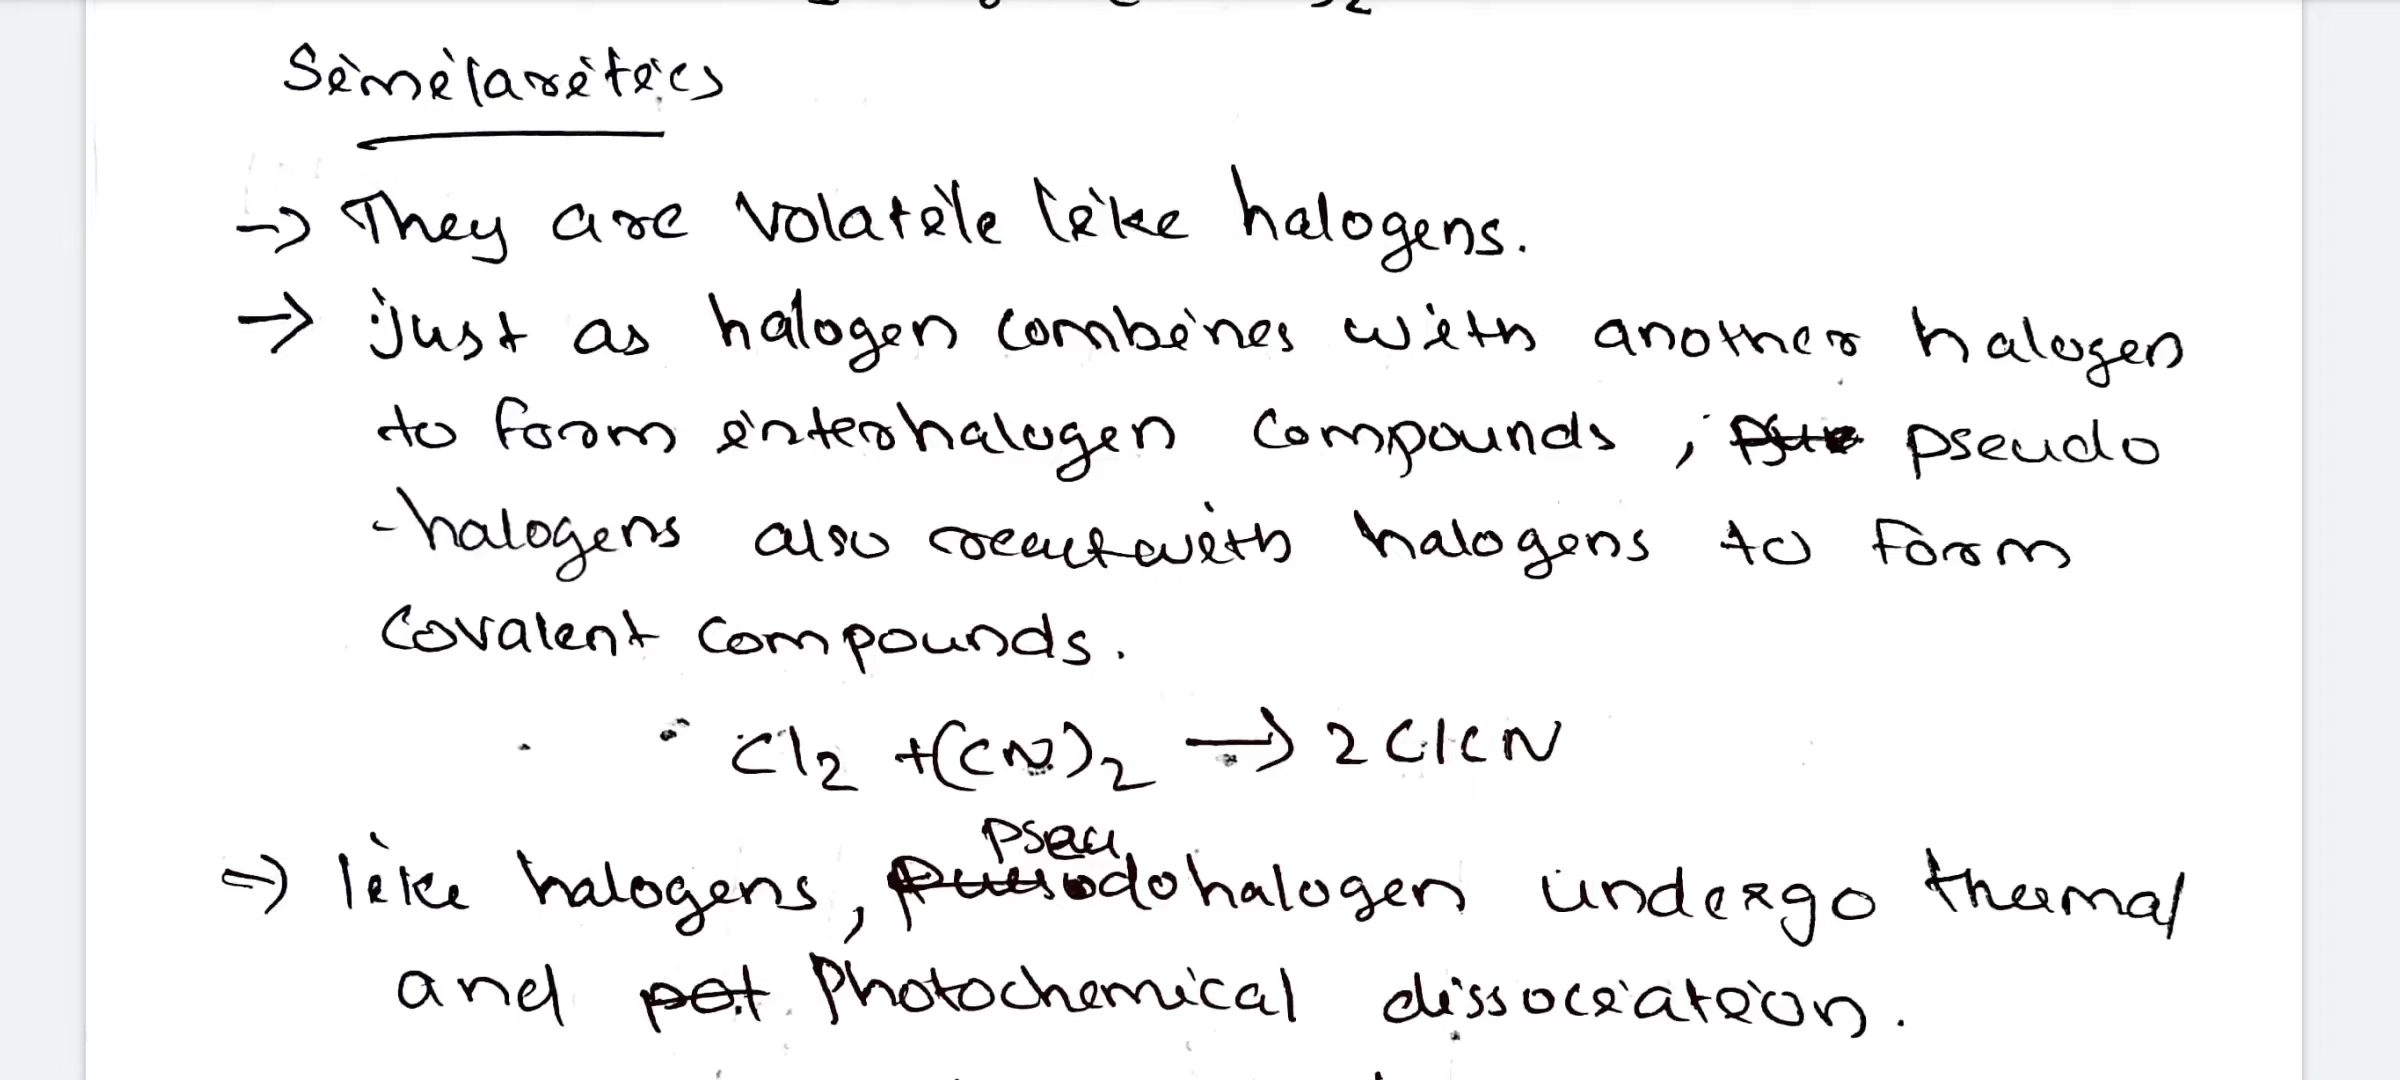 Similarities
-> They are volatile like halogens.
-> just as halogen combines with another halogen
to form interhalogen compounds, pseudo
-halogens also react with halogens to form
covalent compounds.
Cl2 +(CN)2 -> 2ClCN
=> like halogens, pseudohalogen undergo thermal
and pot Photochemical dissociation.